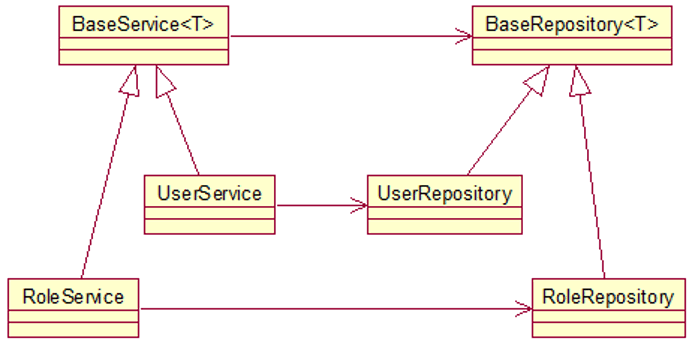 BaseService<T>
BaseRepository<T>
UserService
UserRepository
RoleService
RoleRepository